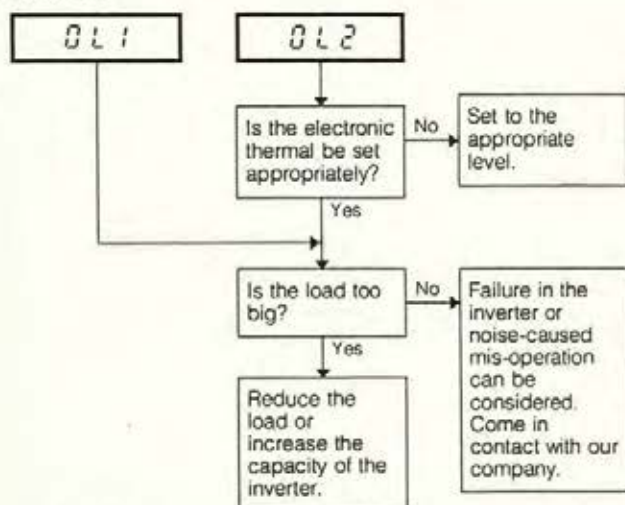 OL1
OL2
Is the electronic
thermal be set
appropriately?
No
Set to the
appropriate
level.
Yes
Is the load too
big?
No
Failure in the
inverter or
noise-caused
mis-operation
can be
considered.
Come in
contact with our
company.
Yes
Reduce the
load or
increase the
capacity of the
inverter.